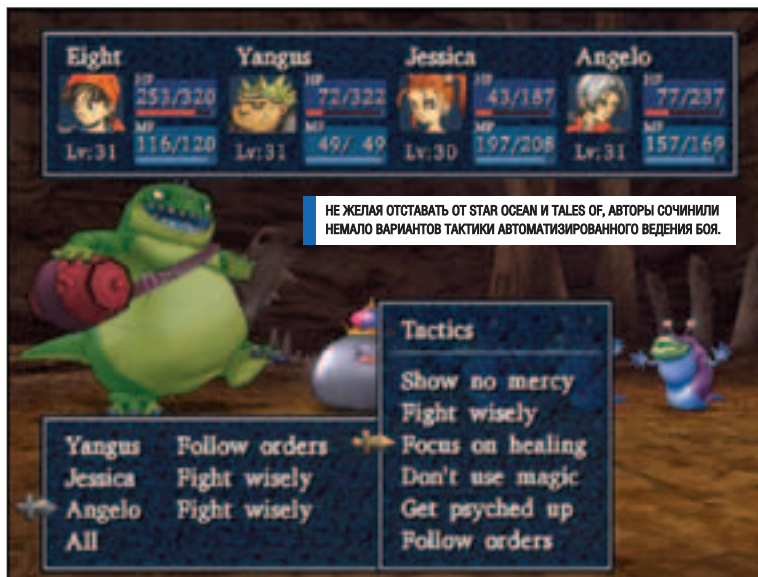 Eight Yangus Jessica Angelo
HP HP HP HP
253/320 72/322 43/187 77/237
MP MP MP MP
Lv:31 116/120 Lv:31 49/ 49 Lv:30 197/208 Lv:31 157/169
НЕ ЖЕЛАЯ ОТСТАВАТЬ ОТ STAR OCEAN И TALES OF, АВТОРЫ СОЧИНИЛИ
НЕМАЛО ВАРИАНТОВ ТАКТИКИ АВТОМАТИЗИРОВАННОГО ВЕДЕНИЯ БОЯ.
Tactics
Show no mercy
Fight wisely
Focus on healing
Don't use magic
Get psyched up
Follow orders
Yangus Follow orders
Jessica Fight wisely
Angelo Fight wisely
All